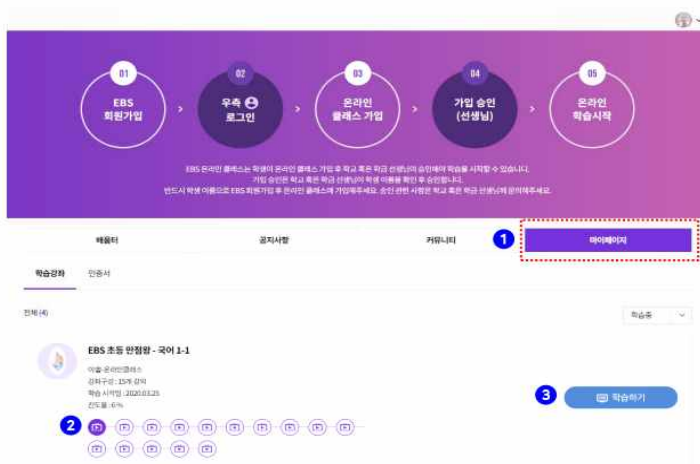 01
EBS
회원가입
02
우측
로그인
03
온라인
클래스 가입
04
가입 승인
(선생님)
05
온라인
학습시작
EBS 온라인 클래스는 학생이 온라인 클래스 가입 후 학교 혹은 학급 선생님이 승인해야 학습을 시작할 수 있습니다.
가입 승인은 학교 혹은 학급 선생님이 학생 이름을 확인 후 승인합니다.
반드시 학생 이름으로 EBS 회원가입 후 온라인 클래스에 가입해주세요. 승인 관련 사항은 학교 혹은 학급 선생님께 문의해주세요.
배움터 공지사항 커뮤니티 1 마이페이지
학습강좌 인증서
전체 (4) 학습중
EBS 초등 만점왕 - 국어 1-1
강좌구성 : 15개 강의
학습 시작일 : 2020.03.25
3 학습하기
진도율 : 6%
2